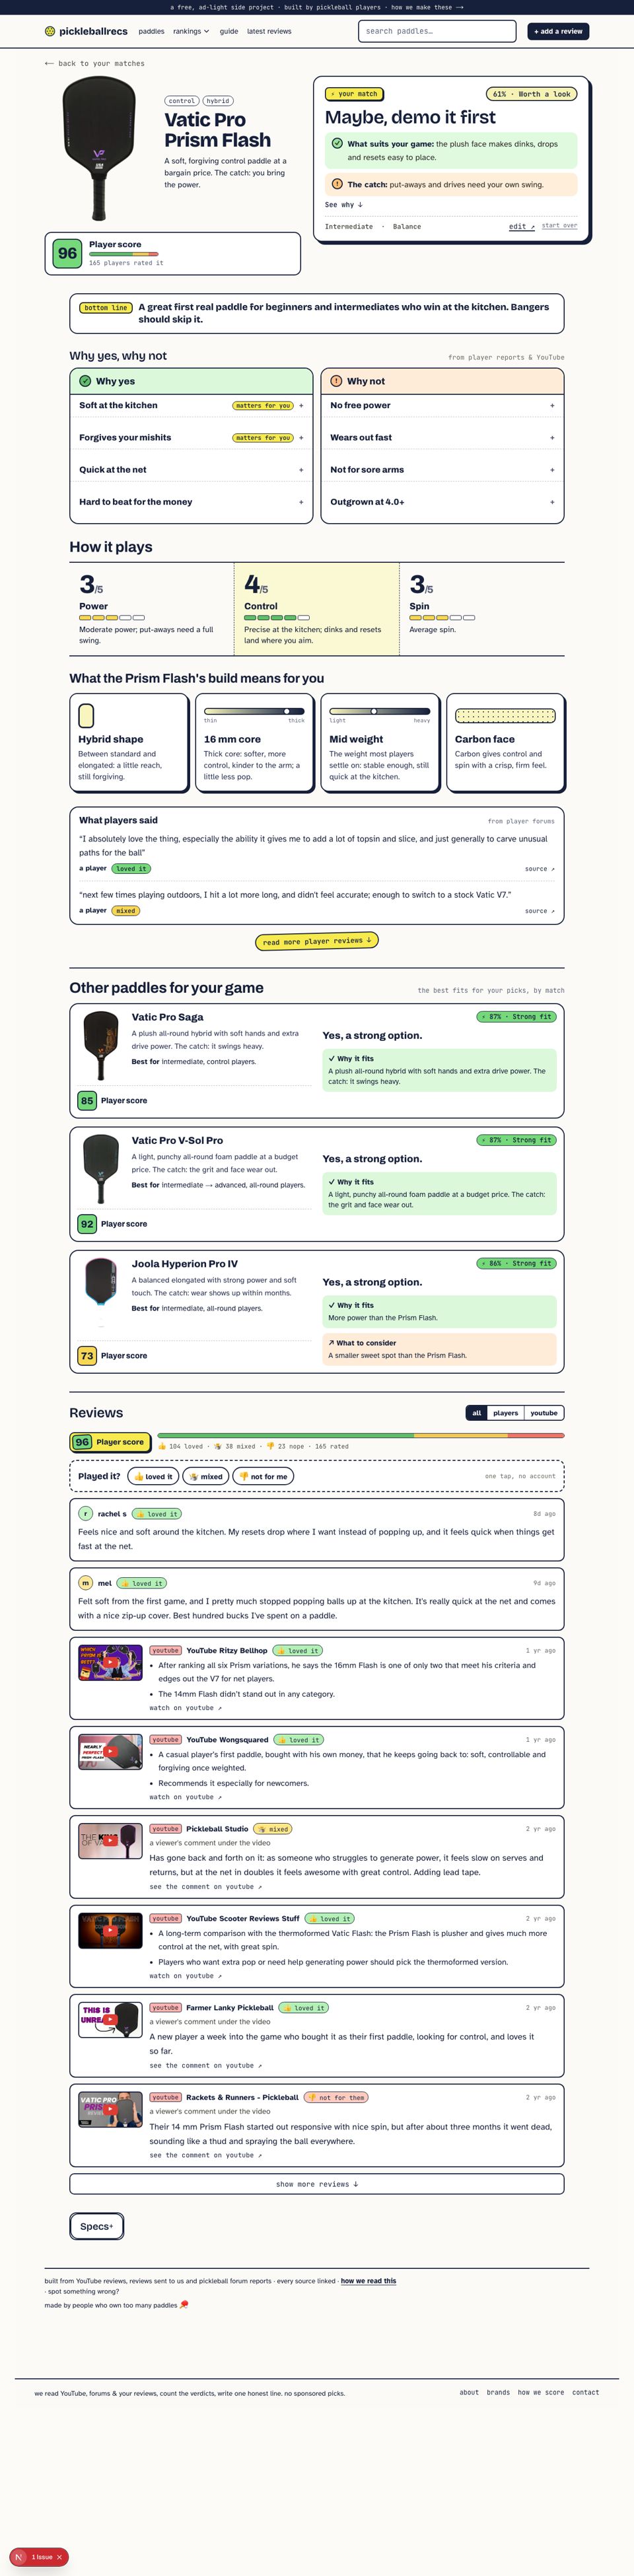 a free, ad-light side project · built by pickleball players · how we make these →
pickleballrecs
paddles
rankings
guide
latest reviews
search paddles…
+ add a review
← back to your matches
control
hybrid
Vatic Pro
Prism Flash
A soft, forgiving control paddle at a
bargain price. The catch: you bring
the power.
96
Player score
165 players rated it
⚡ your match
61% · Worth a look
Maybe, demo it first
What suits your game: the plush face makes dinks, drops
and resets easy to place.
The catch: put-aways and drives need your own swing.
See why ↓
Intermediate · Balance
edit ↗
start over
bottom line
A great first real paddle for beginners and intermediates who win at the kitchen. Bangers
should skip it.
Why yes, why not
from player reports & YouTube
✓ Why yes
Soft at the kitchen
matters for you +
Forgives your mishits
matters for you +
Quick at the net +
Hard to beat for the money +
! Why not
No free power +
Wears out fast +
Not for sore arms +
Outgrown at 4.0+ +
How it plays
3/5
Power
Moderate power; put-aways need a full
swing.
4/5
Control
Precise at the kitchen; dinks and resets
land where you aim.
3/5
Spin
Average spin.
What the Prism Flash's build means for you
Hybrid shape
Between standard and
elongated: a little reach,
still forgiving.
thin
thick
16 mm core
Thick core: softer, more
control, kinder to the arm; a
little less pop.
light
heavy
Mid weight
The weight most players
settle on: stable enough, still
quick at the kitchen.
Carbon face
Carbon gives control and
spin with a crisp, firm feel.
What players said
from player forums
“I absolutely love the thing, especially the ability it gives me to add a lot of topsin and slice, and just generally to carve unusual
paths for the ball”
a player
loved it
source ↗
“next few times playing outdoors, I hit a lot more long, and didn't feel accurate; enough to switch to a stock Vatic V7.”
a player
mixed
source ↗
read more player reviews ↓
Other paddles for your game
the best fits for your picks, by match
Vatic Pro Saga
A plush all-round hybrid with soft hands and extra
drive power. The catch: it swings heavy.
Best for intermediate, control players.
85
Player score
⚡ 87% · Strong fit
Yes, a strong option.
✓ Why it fits
A plush all-round hybrid with soft hands and extra drive power. The
catch: it swings heavy.
Vatic Pro V-Sol Pro
A light, punchy all-round foam paddle at a budget
price. The catch: the grit and face wear out.
Best for intermediate → advanced, all-round players.
92
Player score
⚡ 87% · Strong fit
Yes, a strong option.
✓ Why it fits
A light, punchy all-round foam paddle at a budget price. The catch:
the grit and face wear out.
Joola Hyperion Pro IV
A balanced elongated with strong power and soft
touch. The catch: wear shows up within months.
Best for intermediate, all-round players.
73
Player score
⚡ 86% · Strong fit
Yes, a strong option.
✓ Why it fits
More power than the Prism Flash.
↗ What to consider
A smaller sweet spot than the Prism Flash.
Reviews
all
players
youtube
96
Player score
👍 104 loved · 38 mixed · 👎 23 nope · 165 rated
Played it?
👍 loved it
mixed
👎 not for me
one tap, no account
r
rachel s
👍 loved it
8d ago
Feels nice and soft around the kitchen. My resets drop where I want instead of popping up, and it feels quick when things get
fast at the net.
m
mel
👍 loved it
9d ago
Felt soft from the first game, and I pretty much stopped popping balls up at the kitchen. It's really quick at the net and comes
with a nice zip-up cover. Best hundred bucks I've spent on a paddle.
youtube
YouTube Ritzy Bellhop
👍 loved it
1 yr ago
• After ranking all six Prism variations, he says the 16mm Flash is one of only two that meet his criteria and
edges out the V7 for net players.
• The 14mm Flash didn't stand out in any category.
watch on youtube ↗
NEARLY
PERFECT
youtube
YouTube Wongsquared
👍 loved it
1 yr ago
• A casual player's first paddle, bought with his own money, that he keeps going back to: soft, controllable and
forgiving once weighted.
• Recommends it especially for newcomers.
watch on youtube ↗
youtube
Pickleball Studio
mixed
2 yr ago
a viewer's comment under the video
Has gone back and forth on it: as someone who struggles to generate power, it feels slow on serves and
returns, but at the net in doubles it feels awesome with great control. Adding lead tape.
see the comment on youtube ↗
youtube
YouTube Scooter Reviews Stuff
👍 loved it
2 yr ago
• A long-term comparison with the thermoformed Vatic Flash: the Prism Flash is plusher and gives much more
control at the net, with great spin.
• Players who want extra pop or need help generating power should pick the thermoformed version.
watch on youtube ↗
THIS IS
youtube
Farmer Lanky Pickleball
👍 loved it
2 yr ago
a viewer's comment under the video
A new player a week into the game who bought it as their first paddle, looking for control, and loves it
so far.
see the comment on youtube ↗
VATIC PRO
youtube
Rackets & Runners - Pickleball
👎 not for them
2 yr ago
a viewer's comment under the video
Their 14 mm Prism Flash started out responsive with nice spin, but after about three months it went dead,
sounding like a thud and spraying the ball everywhere.
see the comment on youtube ↗
show more reviews ↓
Specs+
built from YouTube reviews, reviews sent to us and pickleball forum reports · every source linked · how we read this
· spot something wrong?
made by people who own too many paddles 🏓
we read YouTube, forums & your reviews, count the verdicts, write one honest line. no sponsored picks.
about
brands
how we score
contact
N
1 Issue ×